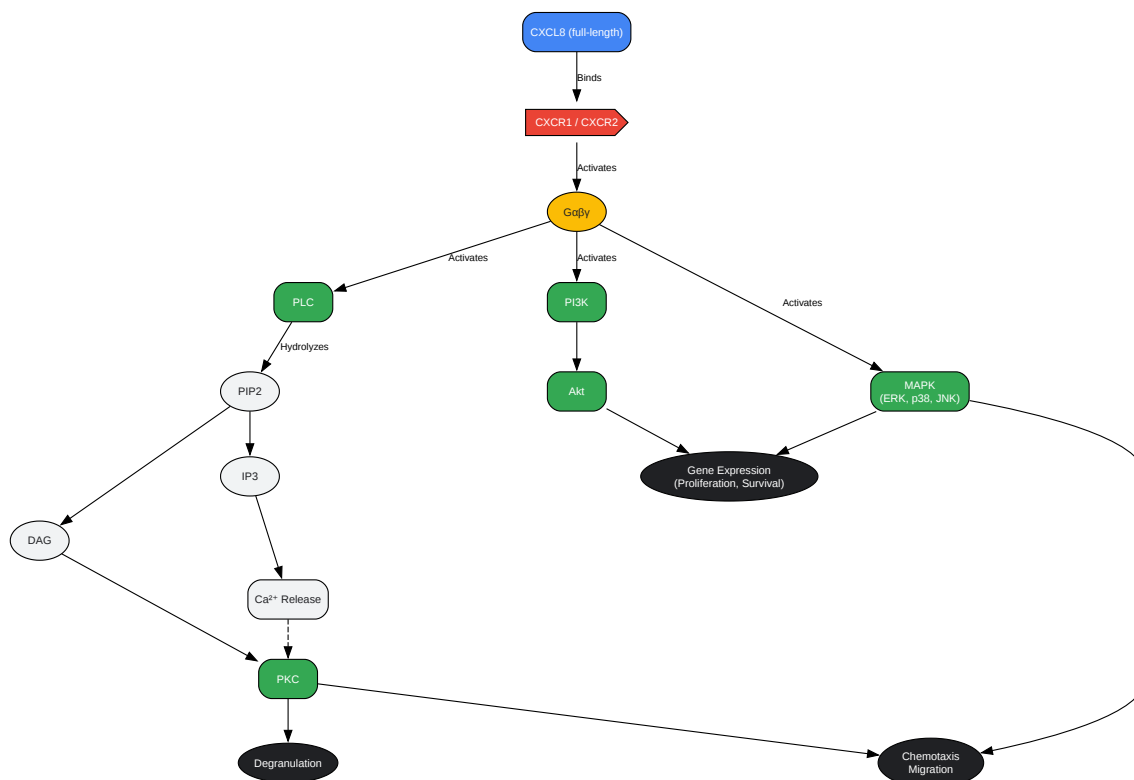 CXCL8 (full-length)
Binds
CXCR1 / CXCR2
Activates
Gαβγ
Activates
Activates
Activates
PLC
PI3K
Hydrolyzes
PIP2
Akt
MAPK
(ERK, p38, JNK)
IP3
Gene Expression
(Proliferation, Survival)
DAG
Ca²⁺ Release
PKC
Degranulation
Chemotaxis
Migration